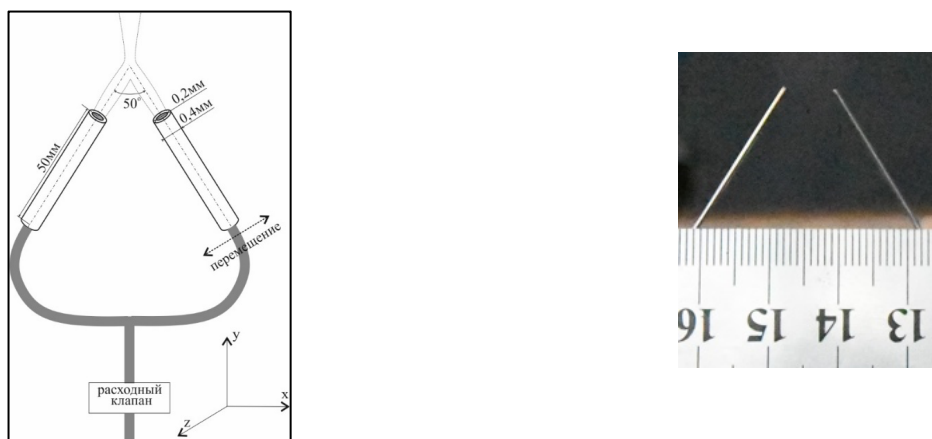 0,2мм
50°
0,4мм
50мм
перемещение
y
расходный
клапан
x
z
16 15 14 13